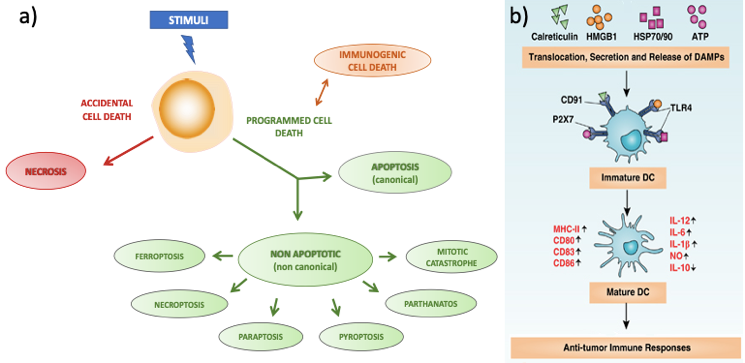 a)
STIMULI
IMMUNOGENIC
CELL DEATH
ACCIDENTAL
CELL DEATH
PROGRAMMED CELL
DEATH
NECROSIS
APOPTOSIS
(canonical)
NON APOPTOTIC
(non canonical)
FERROPTOSIS
MITOTIC
CATASTROPHE
NECROPTOSIS
PARTHANATOS
PARAPTOSIS
PYROPTOSIS
b)
Calreticulin HMGB1 HSP70/90 ATP
Translocation, Secretion and Release of DAMPs
CD91
TLR4
P2X7
Immature DC
MHC-II↑
CD80↑
CD83↑
CD86↑
IL-12↑
IL-6↑
IL-1β↑
NO↑
IL-10↓
Mature DC
Anti-tumor Immune Responses